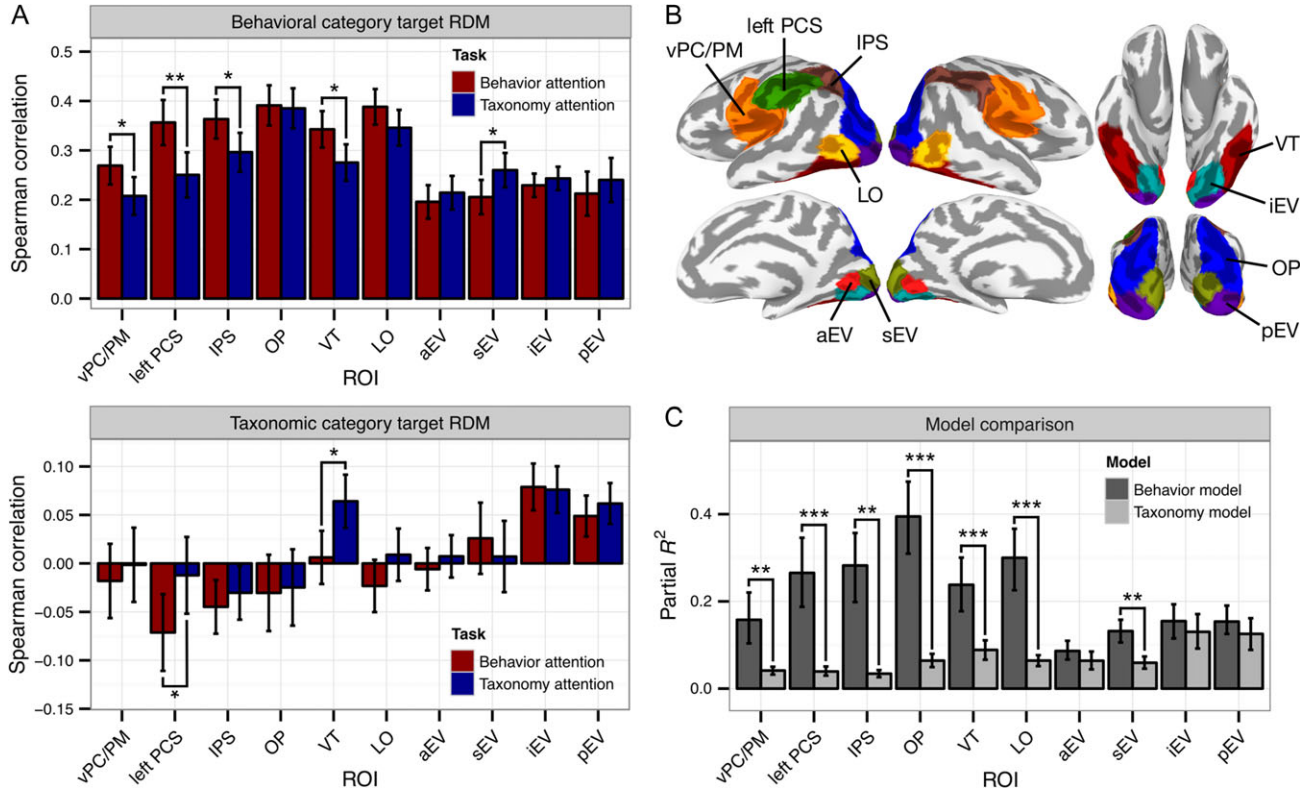 A
Behavioral category target RDM
Spearman correlation
0.5
0.4
0.3
0.2
0.1
0.0
Task
Behavior attention
Taxonomy attention
*
**
*
*
*
vPC/PM
left PCS
IPS
OP
VT
LO
aEV
sEV
iEV
pEV
ROI
Taxonomic category target RDM
Spearman correlation
0.10
0.05
0.00
−0.05
−0.10
−0.15
*
*
Task
Behavior attention
Taxonomy attention
vPC/PM
left PCS
IPS
OP
VT
LO
aEV
sEV
iEV
pEV
ROI
B
left PCS
vPC/PM
IPS
LO
aEV
sEV
VT
iEV
OP
pEV
C
Model comparison
Partial R²
0.4
0.2
0.0
**
***
**
***
***
***
**
Model
Behavior model
Taxonomy model
vPC/PM
left PCS
IPS
OP
VT
LO
aEV
sEV
iEV
pEV
ROI